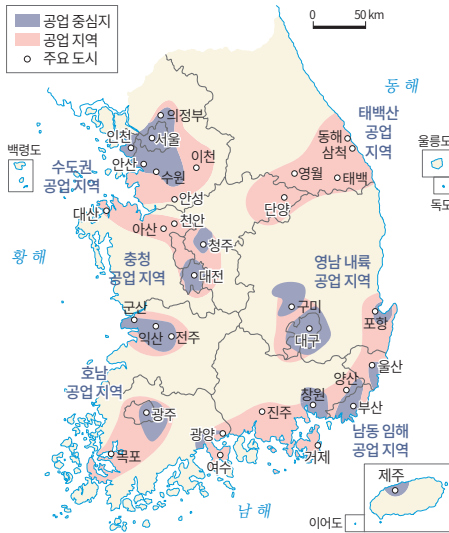 공업 중심지
공업 지역
주요 도시
0 50 km
동해
의정부
인천
서울
안산
이천
수원
안성
수도권
공업 지역
백령도
태백산
공업
지역
동해
삼척
영월
태백
단양
울릉도
독도
대산
천안
아산
청주
황해
충청
공업 지역
대전
영남 내륙
공업 지역
구미
대구
포항
군산
익산
전주
호남
공업 지역
울산
양산
창원
부산
광주
진주
광양
목포
여수
거제
남동 임해
공업 지역
제주
남해
이어도